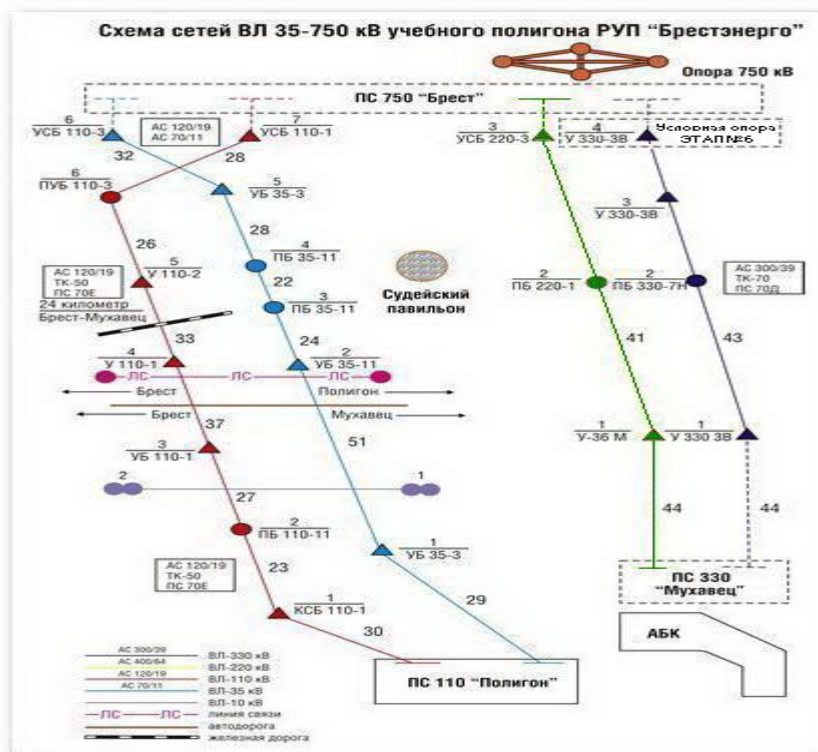 Схема сетей ВЛ 35-750 кВ учебного полигона РУП “Брестэнерго”
Опора 750 кВ
ПС 750 “Брест”
6
УСБ 110-3
АС 120/19
АС 70/11
7
УСБ 110-1
3
УСБ 220-3
4
У 330-3В
Условная опора
ЭТАП№6
32
28
6
ПУБ 110-3
5
УБ 35-3
3
У 330-3В
26
28
4
ПБ 35-11
5
У 110-2
22
АС 120/19
ТК-50
ПС 70Е
3
ПБ 35-11
Судейский
павильон
2
ПБ 220-1
2
ПБ 330-7Н
АС 300/39
ТК-70
ПС 70Д
24 километр
Брест-Мухавец
33
24
41
43
4
У 110-1
2
УБ 35-11
ЛС
ЛС
ЛС
Брест
Полигон
Брест
Мухавец
37
51
3
УБ 110-1
1
У-36 М
1
У 330 3В
2
1
27
44
44
2
ПБ 110-11
1
УБ 35-3
АС 120/19
ТК-50
ПС 70Е
23
29
ПС 330
“Мухавец”
1
КСБ 110-1
30
АБК
ПС 110 “Полигон”
АС 300/39
ВЛ-330 кВ
АС 400/64
ВЛ-220 кВ
АС 120/19
ВЛ-110 кВ
АС 70/11
ВЛ-35 кВ
ВЛ-10 кВ
ЛС
ЛС
линия связи
автодорога
железная дорога